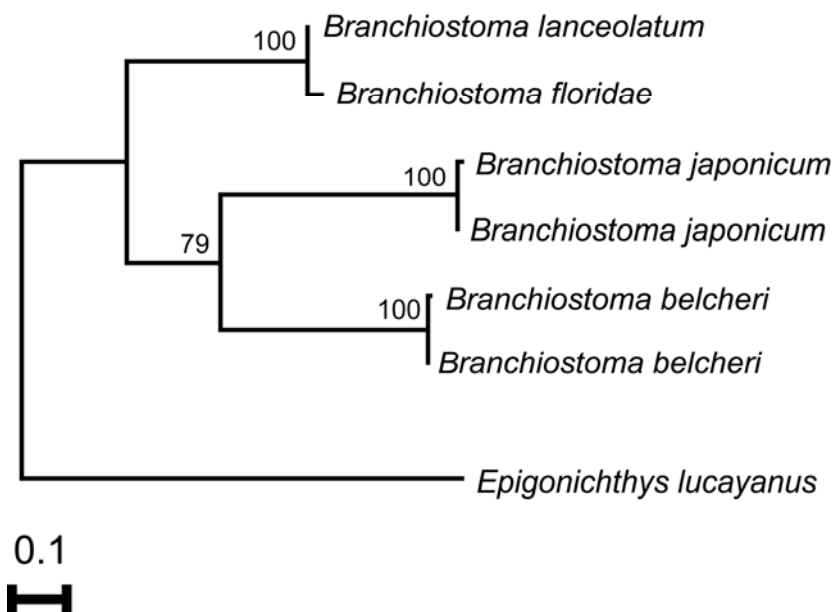 Branchiostoma lanceolatum
100
Branchiostoma floridae
Branchiostoma japonicum
100
Branchiostoma japonicum
79
Branchiostoma belcheri
100
Branchiostoma belcheri
Epigonichthys lucayanus
0.1